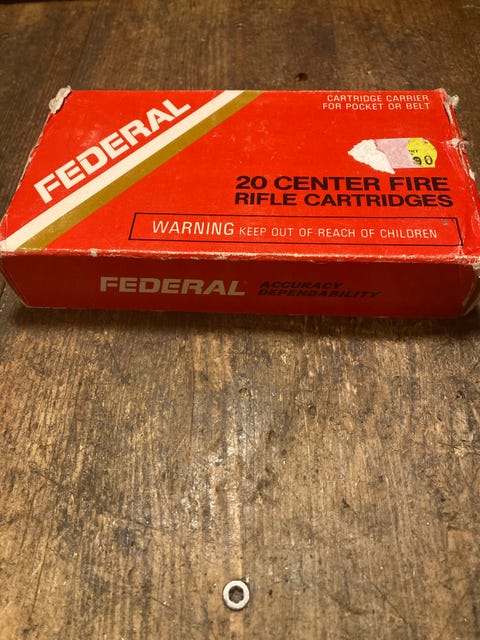 FEDERAL
CARTRIDGE CARRIER
FOR POCKET OR BELT
90
20 CENTER FIRE
RIFLE CARTRIDGES
WARNING KEEP OUT OF REACH OF CHILDREN
FEDERAL ACCURACY
DEPENDABILITY